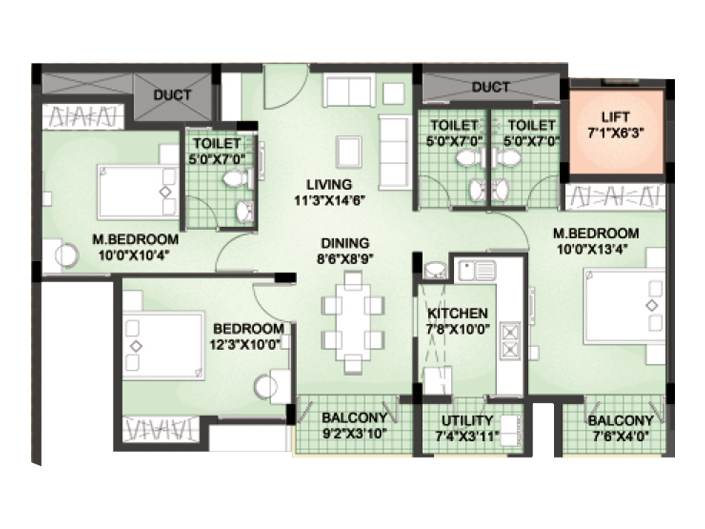 DUCT
DUCT
LIFT
7'1"X6'3"
TOILET
5'0"X7'0"
TOILET
5'0"X7'0"
TOILET
5'0"X7'0"
LIVING
11'3"X14'6"
M.BEDROOM
10'0"X10'4"
DINING
8'6"X8'9"
M.BEDROOM
10'0"X13'4"
BEDROOM
12'3"X10'0"
KITCHEN
7'8"X10'0"
BALCONY
9'2"X3'10"
UTILITY
7'4"X3'11"
BALCONY
7'6"X4'0"